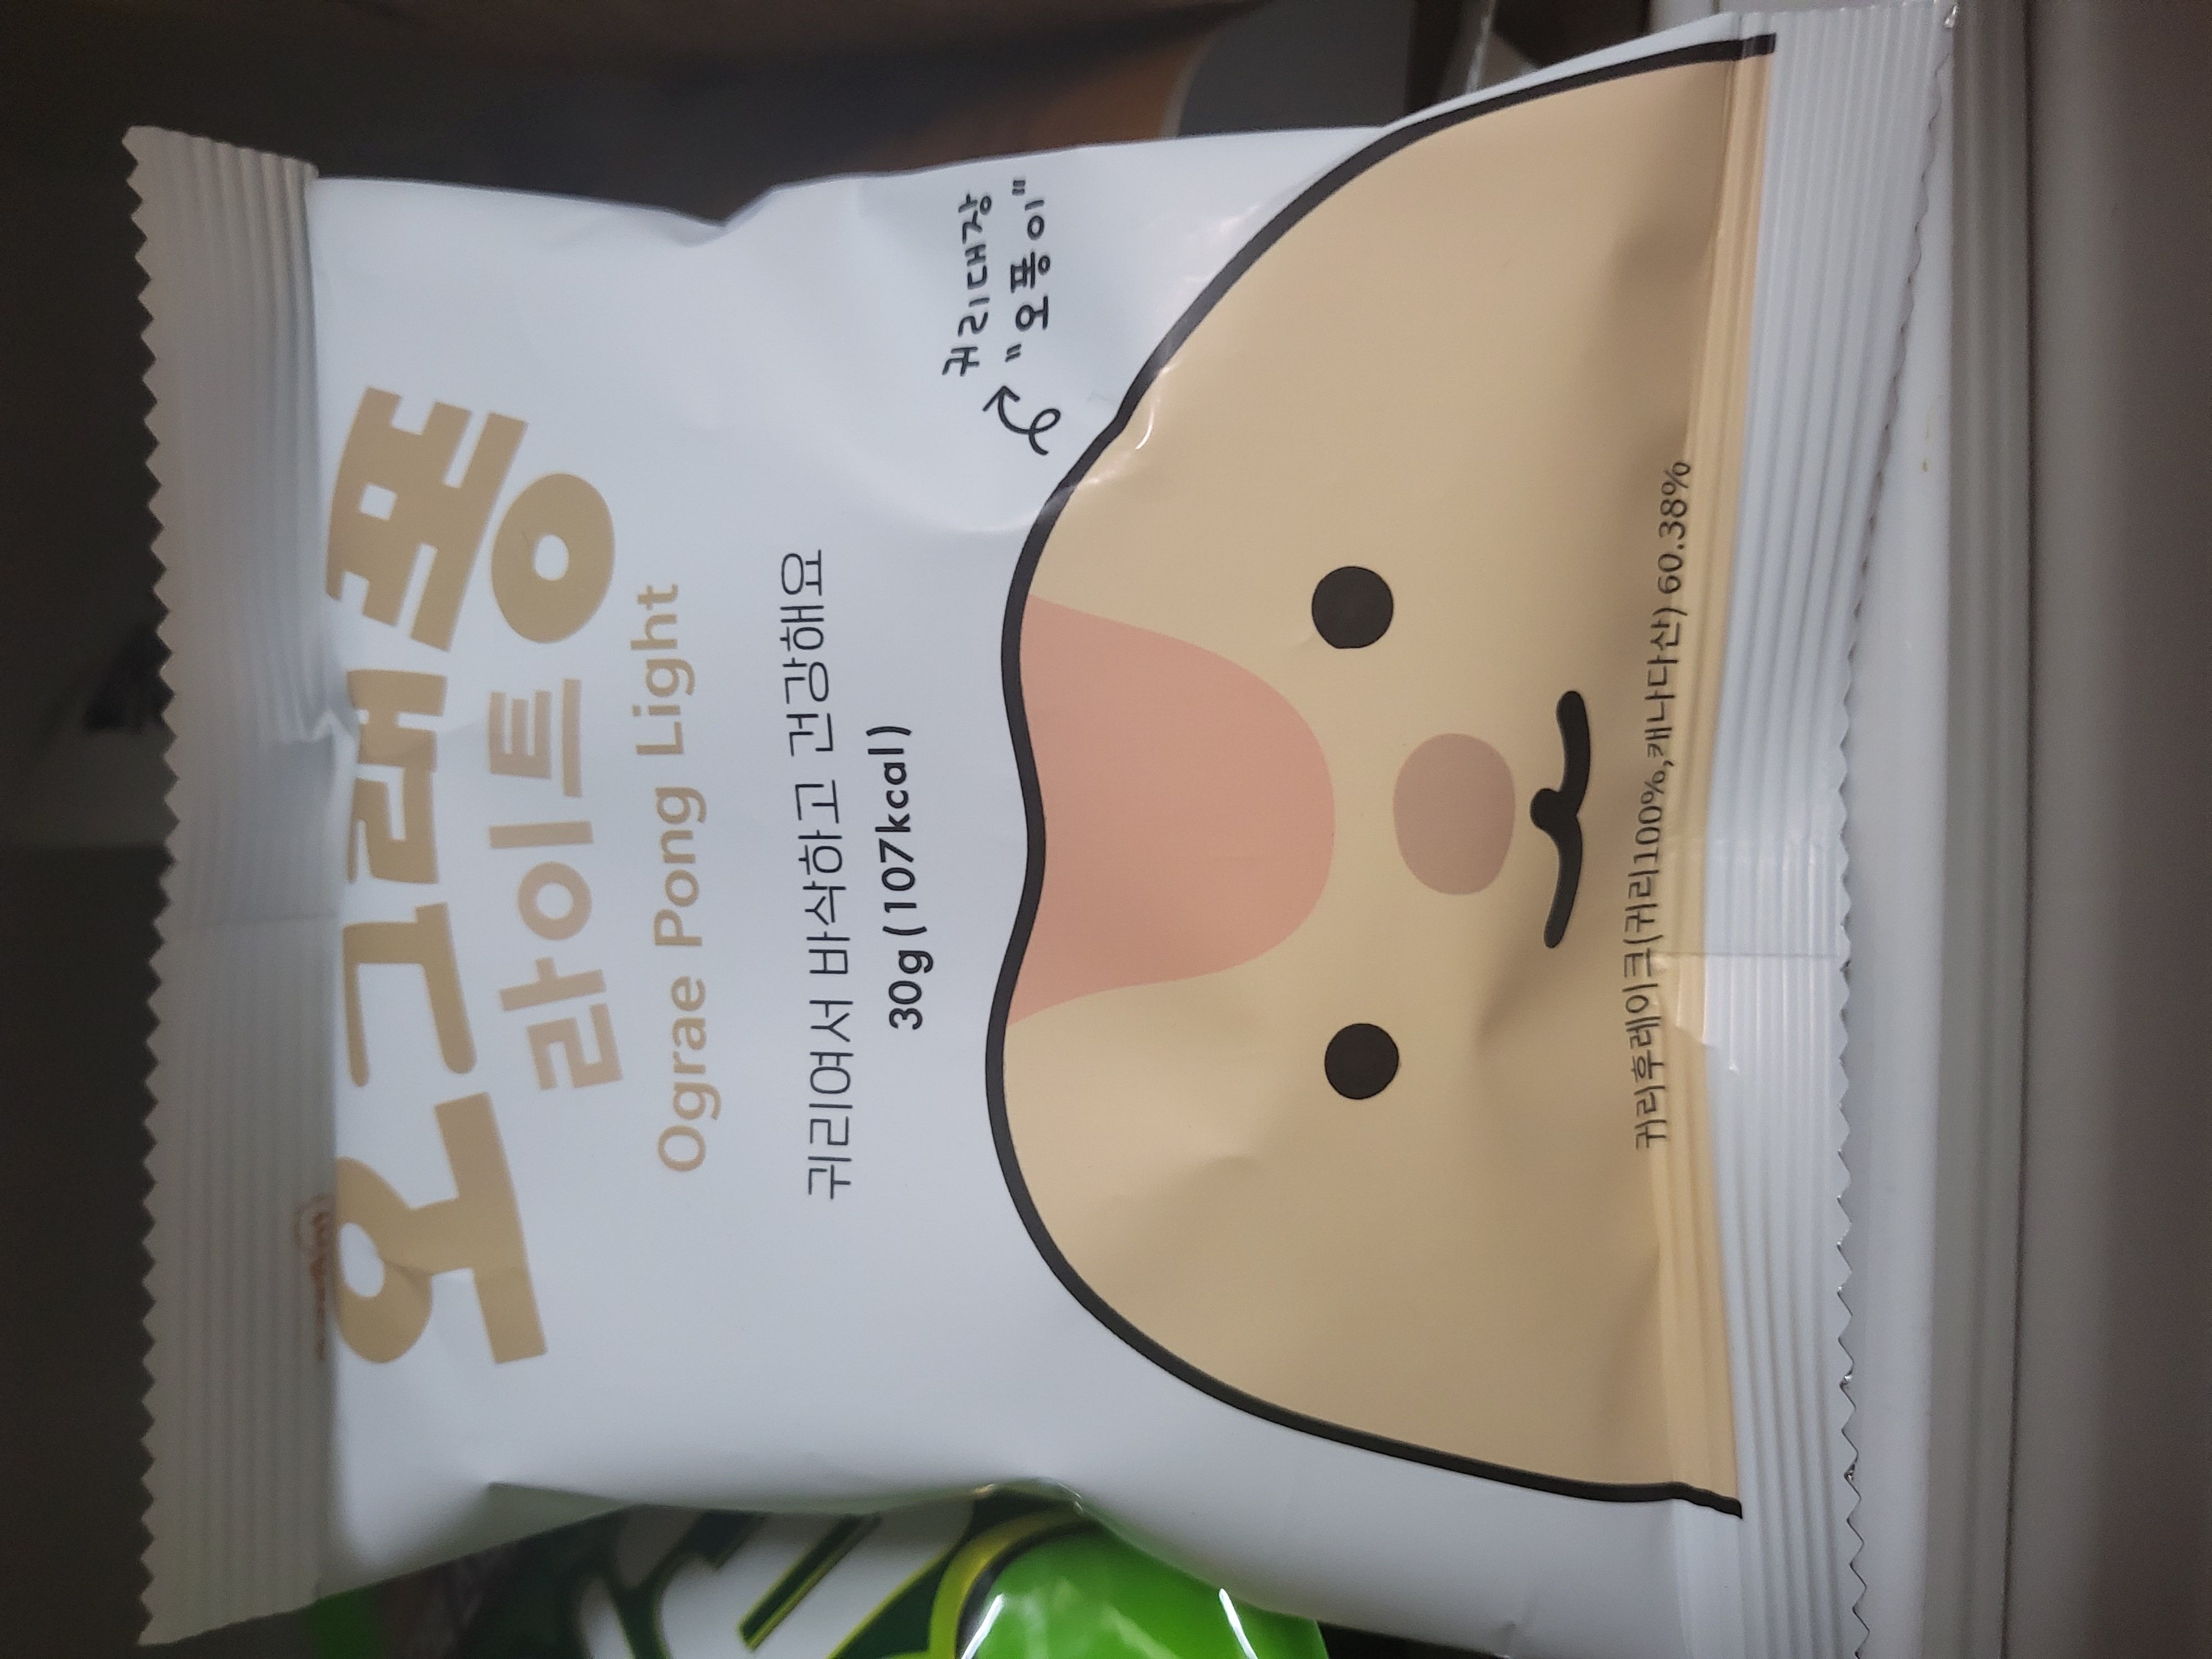 오그래퐁
라이트
Ograe Pong Light
귀리여서 바삭하고 건강해요
30g(107kcal)
귀리대장
"오퐁이"
귀리후레이크(귀리100%,캐나다산) 60.38%